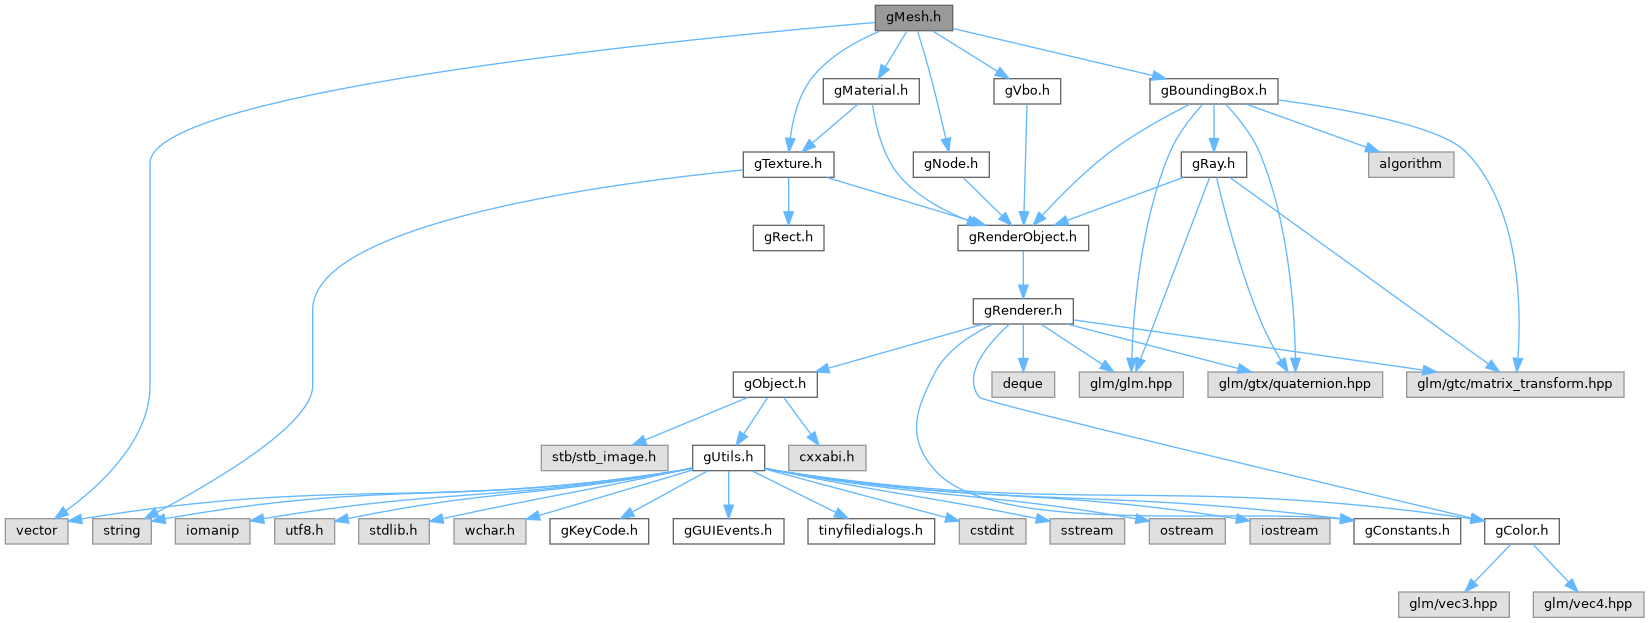 gMesh.h
gMaterial.h
gVbo.h
gBoundingBox.h
gTexture.h
gNode.h
gRay.h
algorithm
gRect.h
gRenderObject.h
gRenderer.h
gObject.h
deque
glm/glm.hpp
glm/gtx/quaternion.hpp
glm/gtc/matrix_transform.hpp
stb/stb_image.h
gUtils.h
cxxabi.h
vector
string
iomanip
utf8.h
stdlib.h
wchar.h
gKeyCode.h
gGUIEvents.h
tinyfiledialogs.h
cstdint
sstream
ostream
iostream
gConstants.h
gColor.h
glm/vec3.hpp
glm/vec4.hpp